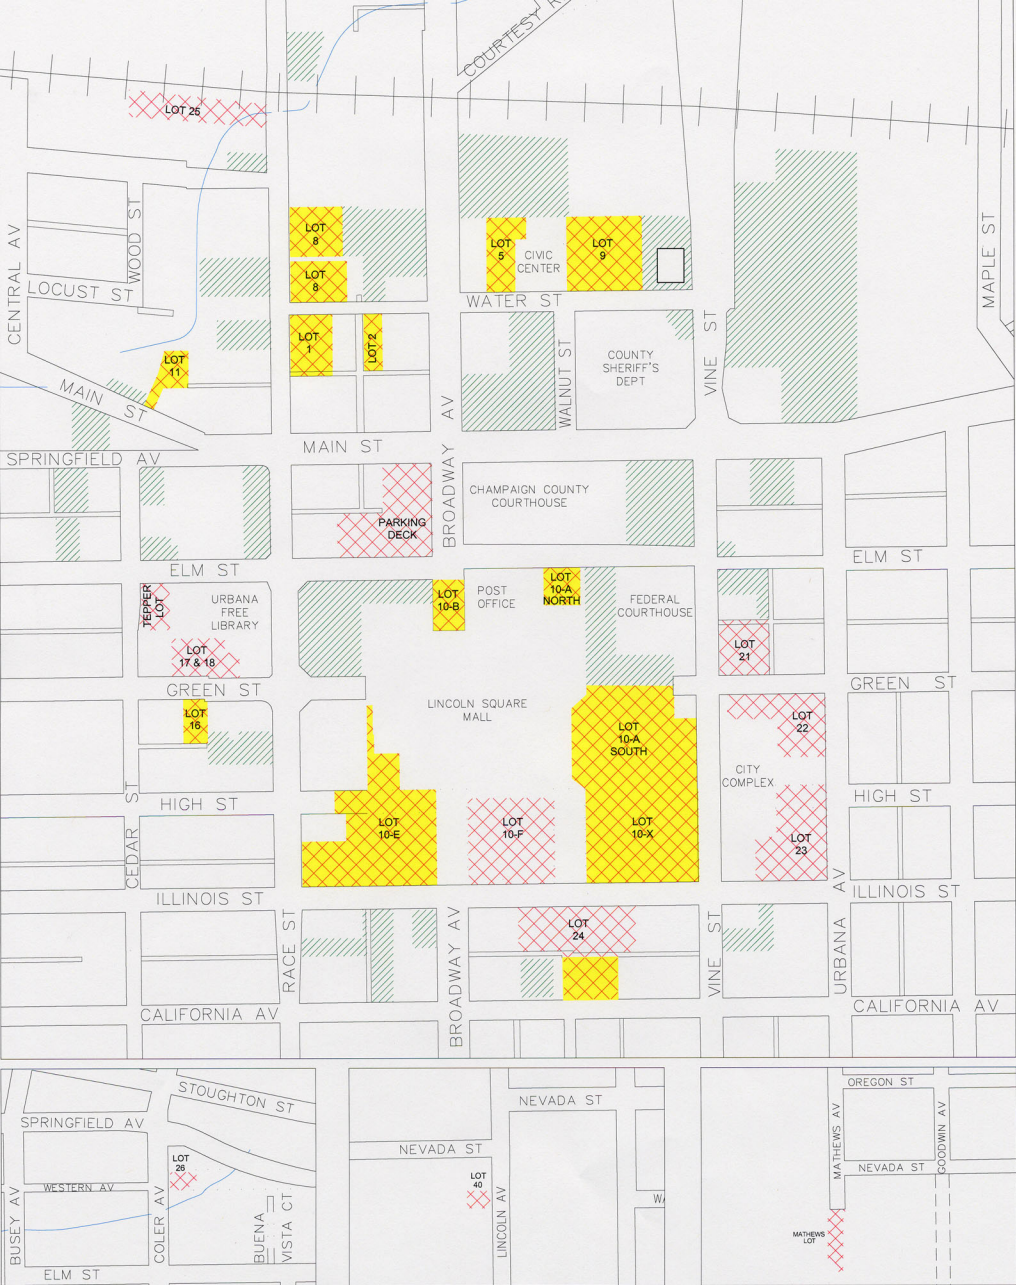 COURTESY R
LOT 25
CENTRAL AV
WOOD ST
LOCUST ST
LOT
8
LOT
8
LOT
5
CIVIC
CENTER
LOT
9
WATER ST
MAPLE ST
LOT
1
LOT 2
LOT
11
MAIN ST
WALNUT ST
COUNTY
SHERIFF'S
DEPT
VINE ST
BROADWAY AV
MAIN ST
SPRINGFIELD AV
PARKING
DECK
CHAMPAIGN COUNTY
COURTHOUSE
ELM ST
ELM ST
TEPPER
LOT
URBANA
FREE
LIBRARY
LOT
17 & 18
LOT
10-B
POST
OFFICE
LOT
10-A
NORTH
FEDERAL
COURTHOUSE
LOT
21
GREEN ST
GREEN ST
LOT
16
LINCOLN SQUARE
MALL
LOT
10-A
SOUTH
LOT
22
CITY
COMPLEX
HIGH ST
HIGH ST
CEDAR ST
LOT
10-E
LOT
10-F
LOT
10-X
LOT
23
ILLINOIS ST
ILLINOIS ST
RACE ST
BROADWAY AV
LOT
24
VINE ST
URBANA AV
CALIFORNIA AV
CALIFORNIA AV
STOUGHTON ST
SPRINGFIELD AV
LOT
26
WESTERN AV
BUSEY AV
COLER AV
BUENA
VISTA CT
ELM ST
NEVADA ST
NEVADA ST
LOT
40
LINCOLN AV
WA
OREGON ST
MATHEWS AV
GOODWIN AV
NEVADA ST
MATHEWS
LOT